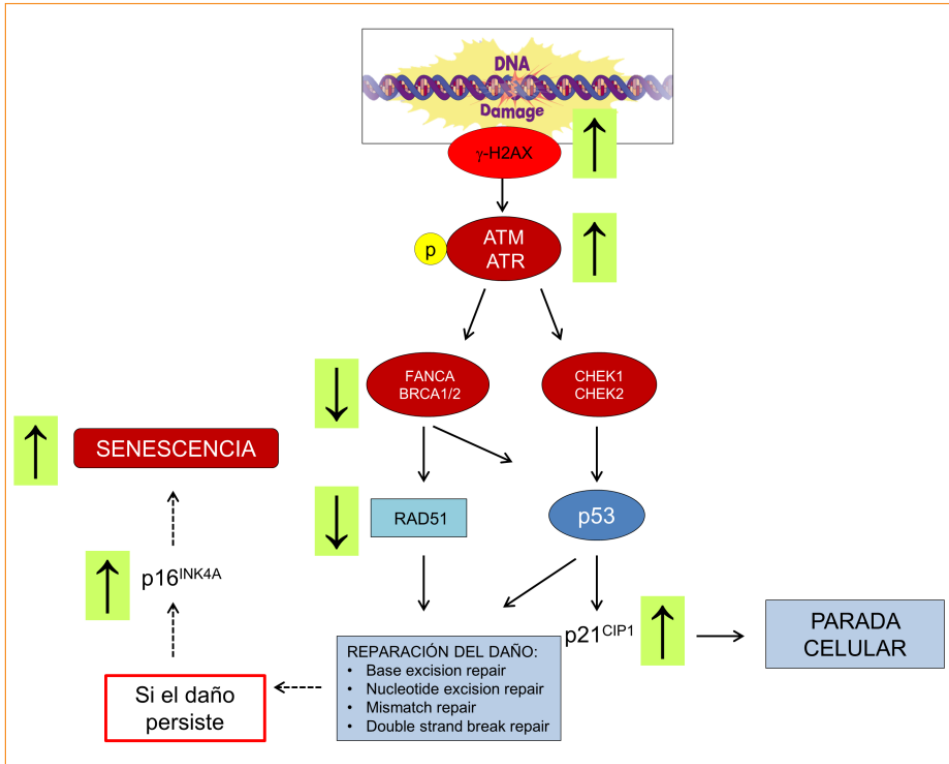 DNA
Damage
γ-H2AX
p
ATM
ATR
FANCA
BRCA1/2
CHEK1
CHEK2
SENESCENCIA
RAD51
p53
p16INK4A
p21CIP1
PARADA
CELULAR
REPARACIÓN DEL DAÑO:
• Base excision repair
• Nucleotide excision repair
• Mismatch repair
• Double strand break repair
Si el daño
persiste